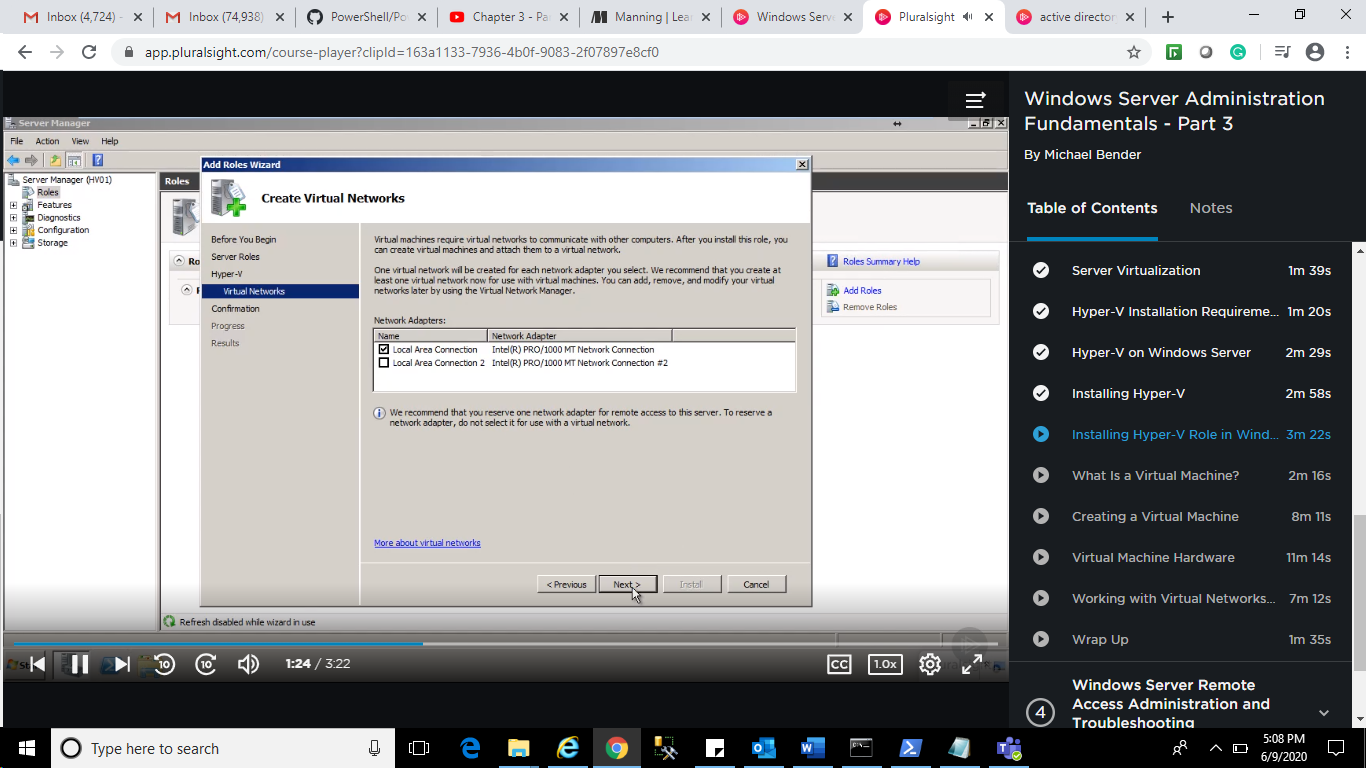 Inbox (4,724) -
Inbox (74,938)
PowerShell/Po
Chapter 3 - Pa
Manning | Lea
Windows Serv
Pluralsight
active director
app.pluralsight.com/course-player?clipId=163a1133-7936-4b0f-9083-2f07897e8cf0
Server Manager
File Action View Help
Server Manager (HV01)
Roles
Features
Diagnostics
Configuration
Storage
Roles
Ro
Roles Summary Help
Add Roles
Remove Roles
Add Roles Wizard
Create Virtual Networks
Before You Begin
Server Roles
Hyper-V
Virtual Networks
Confirmation
Progress
Results
Virtual machines require virtual networks to communicate with other computers. After you install this role, you
can create virtual machines and attach them to a virtual network.
One virtual network will be created for each network adapter you select. We recommend that you create at
least one virtual network now for use with virtual machines. You can add, remove, and modify your virtual
networks later by using the Virtual Network Manager.
Network Adapters:
Name Network Adapter
Local Area Connection Intel(R) PRO/1000 MT Network Connection
Local Area Connection 2 Intel(R) PRO/1000 MT Network Connection #2
We recommend that you reserve one network adapter for remote access to this server. To reserve a
network adapter, do not select it for use with a virtual network.
More about virtual networks
< Previous Next > Install Cancel
Refresh disabled while wizard in use
10 10 1:24 / 3:22 CC 1.0x
Windows Server Administration
Fundamentals - Part 3
By Michael Bender
Table of Contents Notes
Server Virtualization 1m 39s
Hyper-V Installation Requireme... 1m 20s
Hyper-V on Windows Server 2m 29s
Installing Hyper-V 2m 58s
Installing Hyper-V Role in Wind... 3m 22s
What Is a Virtual Machine? 2m 16s
Creating a Virtual Machine 8m 11s
Virtual Machine Hardware 11m 14s
Working with Virtual Networks... 7m 12s
Wrap Up 1m 35s
4
Windows Server Remote
Access Administration and
Troubleshooting
Type here to search
5:08 PM
6/9/2020